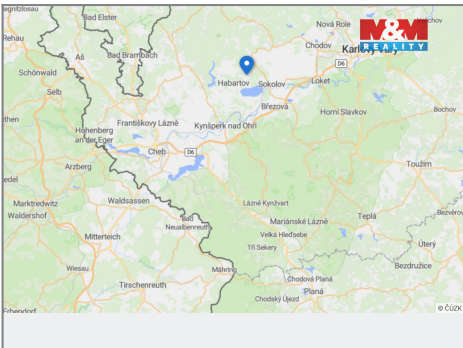 Bad Elster
Nová Role
M&M
REALITY
Rehau
Chodov
Karlovy Vary
Aš
Bad Brambach
D6
Schönwald
Habartov
Sokolov
Loket
Selb
Březová
Bochov
Františkovy Lázně
Kynšperk nad Ohří
Horní Slavkov
Hohenberg
an der Eger
Cheb
D6
Arzberg
Toužim
Marktredwitz
Waldsassen
Lázně Kynžvart
Waldershof
Bad
Neualbenreuth
Mariánské Lázně
Teplá
Velká Hleďsebe
Mitterteich
Tři Sekery
Úterý
Wiesau
Mähring
Bezdružice
Tirschenreuth
Chodová Planá
Planá
Chodský Újezd
© ČÚZK